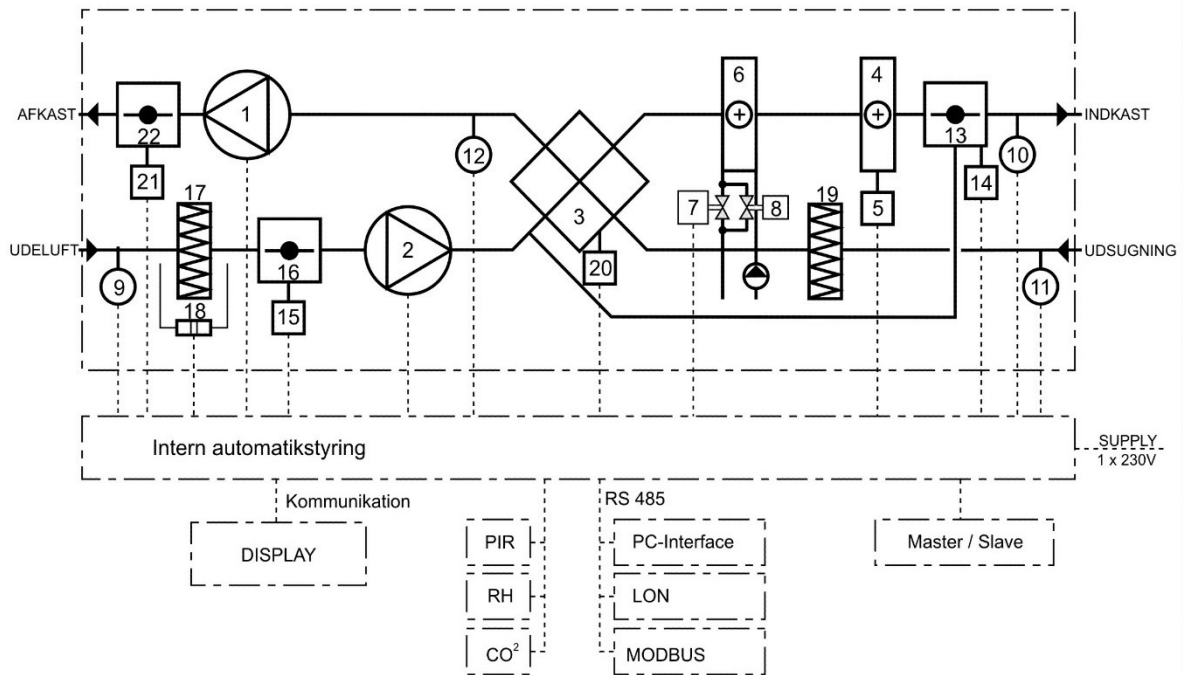 6
4
AFKAST
22
1
12
13
INDKAST
10
21
17
3
7
8
19
5
14
UDELUFT
9
16
2
20
UDSUGNING
11
18
15
Intern automatikstyring
SUPPLY
1 x 230V
Kommunikation
RS 485
DISPLAY
PIR
PC-Interface
Master / Slave
RH
LON
CO²
MODBUS